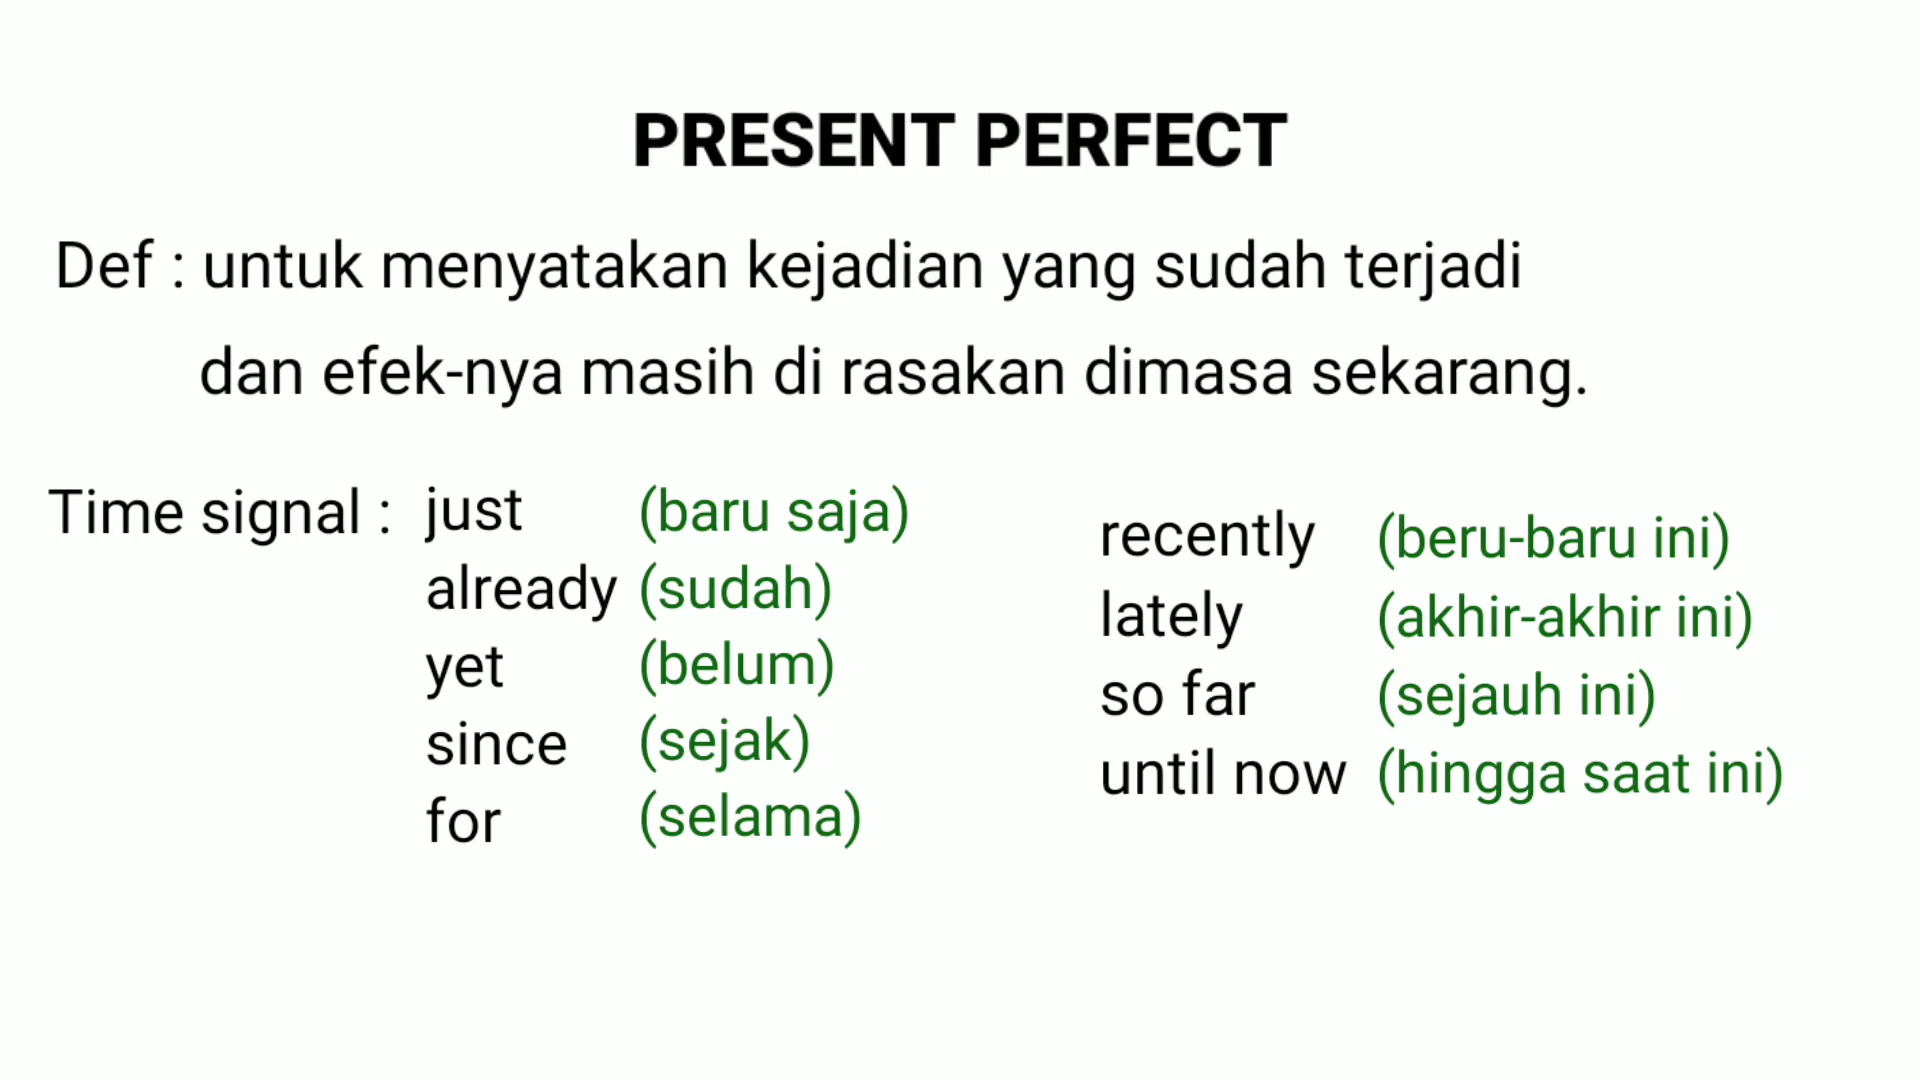 PRESENT PERFECT
Def : untuk menyatakan kejadian yang sudah terjadi
dan efek-nya masih di rasakan dimasa sekarang.
Time signal : just (baru saja)
already (sudah)
yet (belum)
since (sejak)
for (selama)
recently (beru-baru ini)
lately (akhir-akhir ini)
so far (sejauh ini)
until now (hingga saat ini)